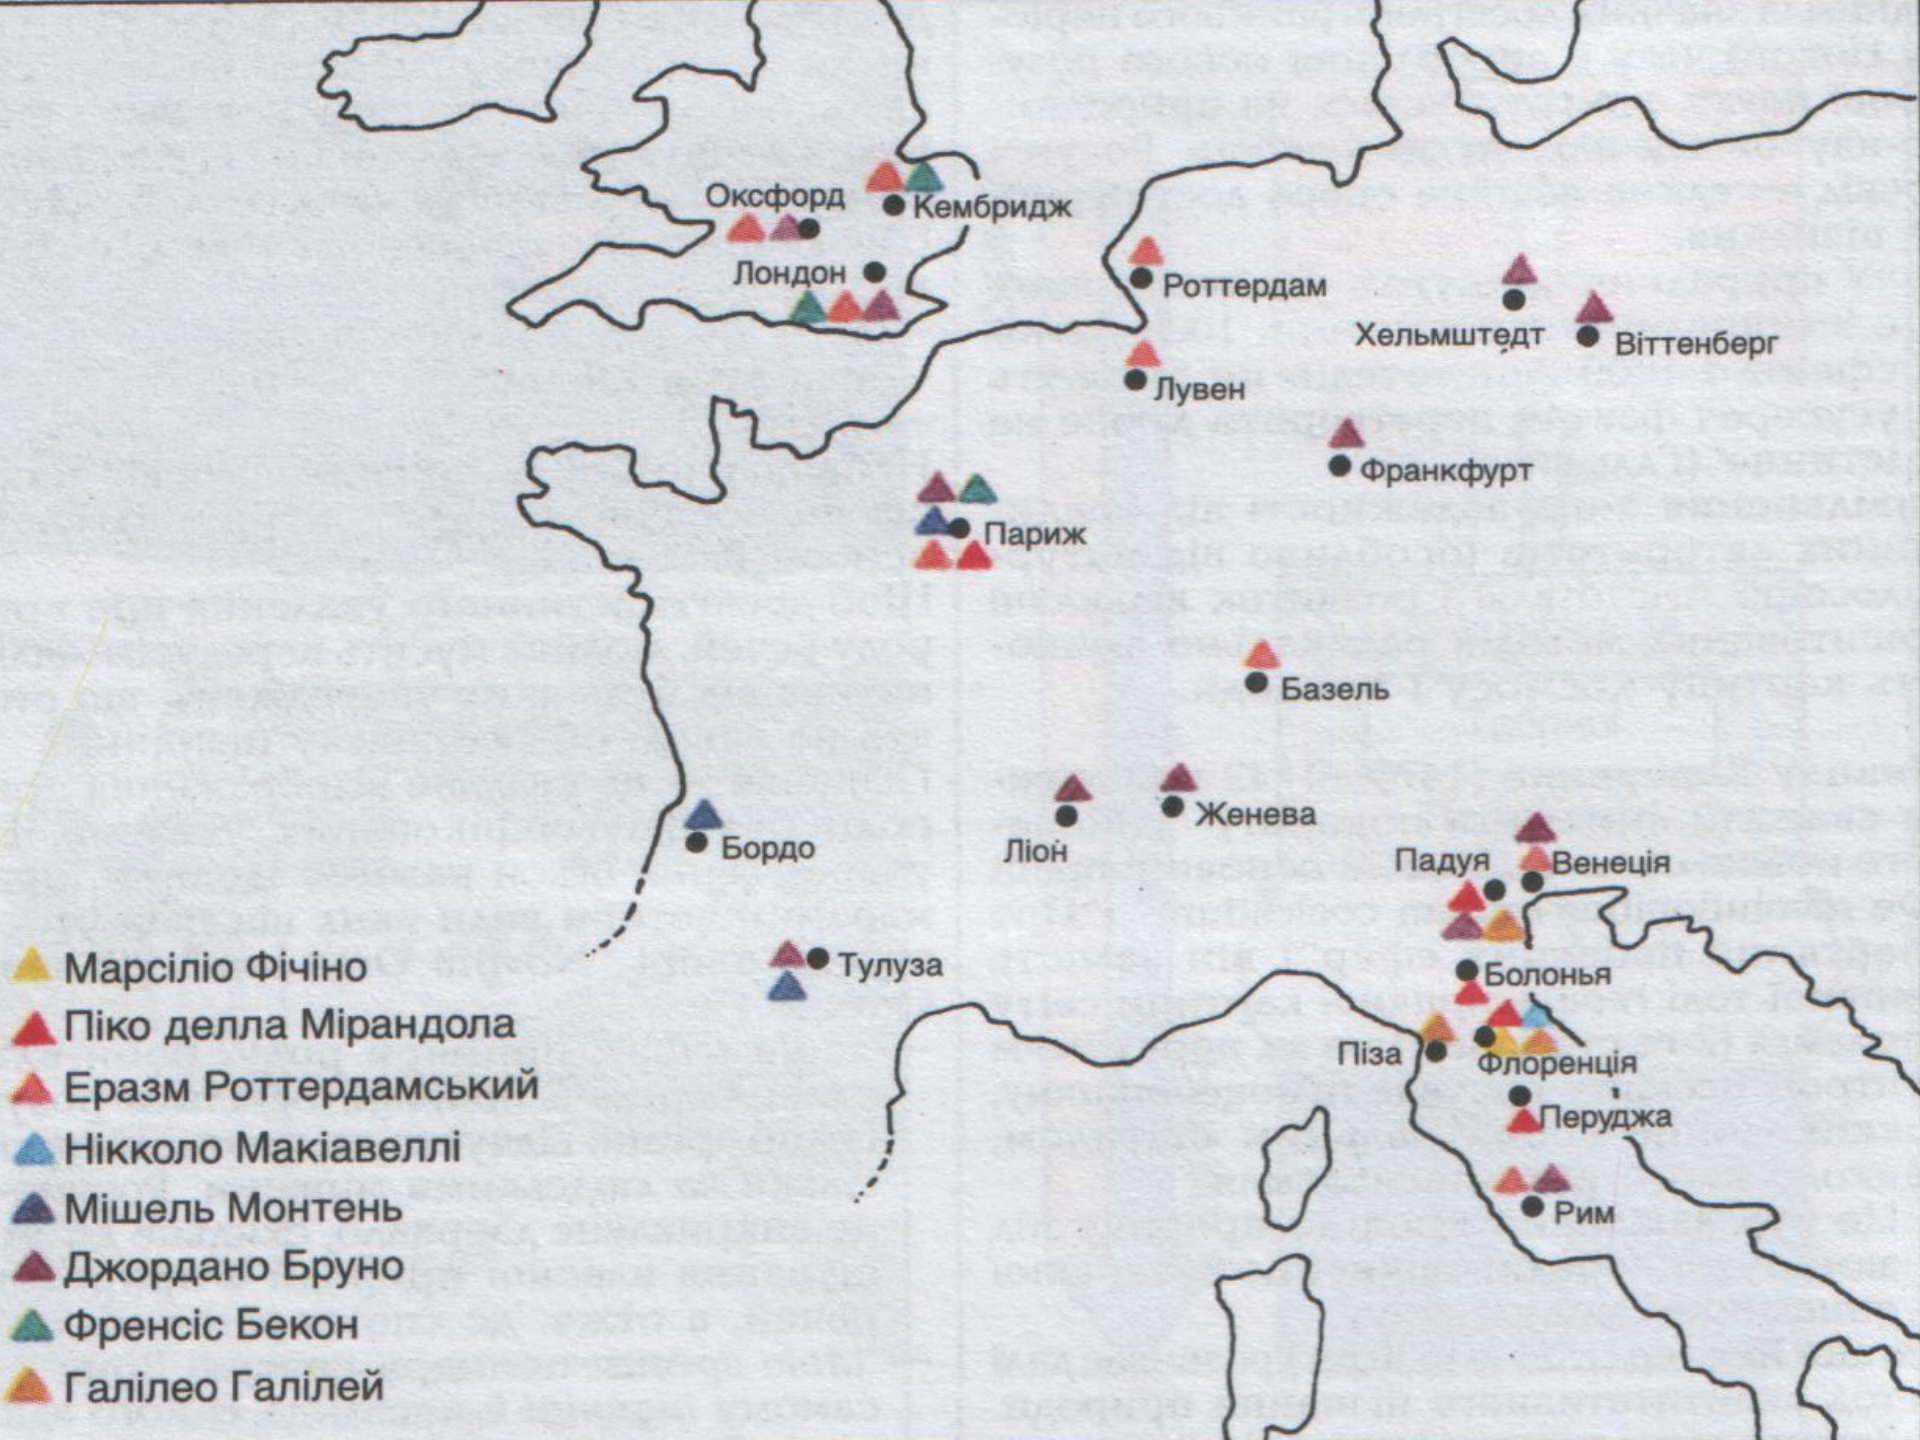 Оксфорд
Кембридж
Лондон
Роттердам
Хельмштедт
Віттенберг
Лувен
Франкфурт
Париж
Базель
Женева
Ліон
Бордо
Падуя
Венеція
Тулуза
Болонья
Піза
Флоренція
Перуджа
Рим
Марсіліо Фічіно
Піко делла Мірандола
Еразм Роттердамський
Нікколо Макіавеллі
Мішель Монтень
Джордано Бруно
Френсіс Бекон
Галілео Галілей